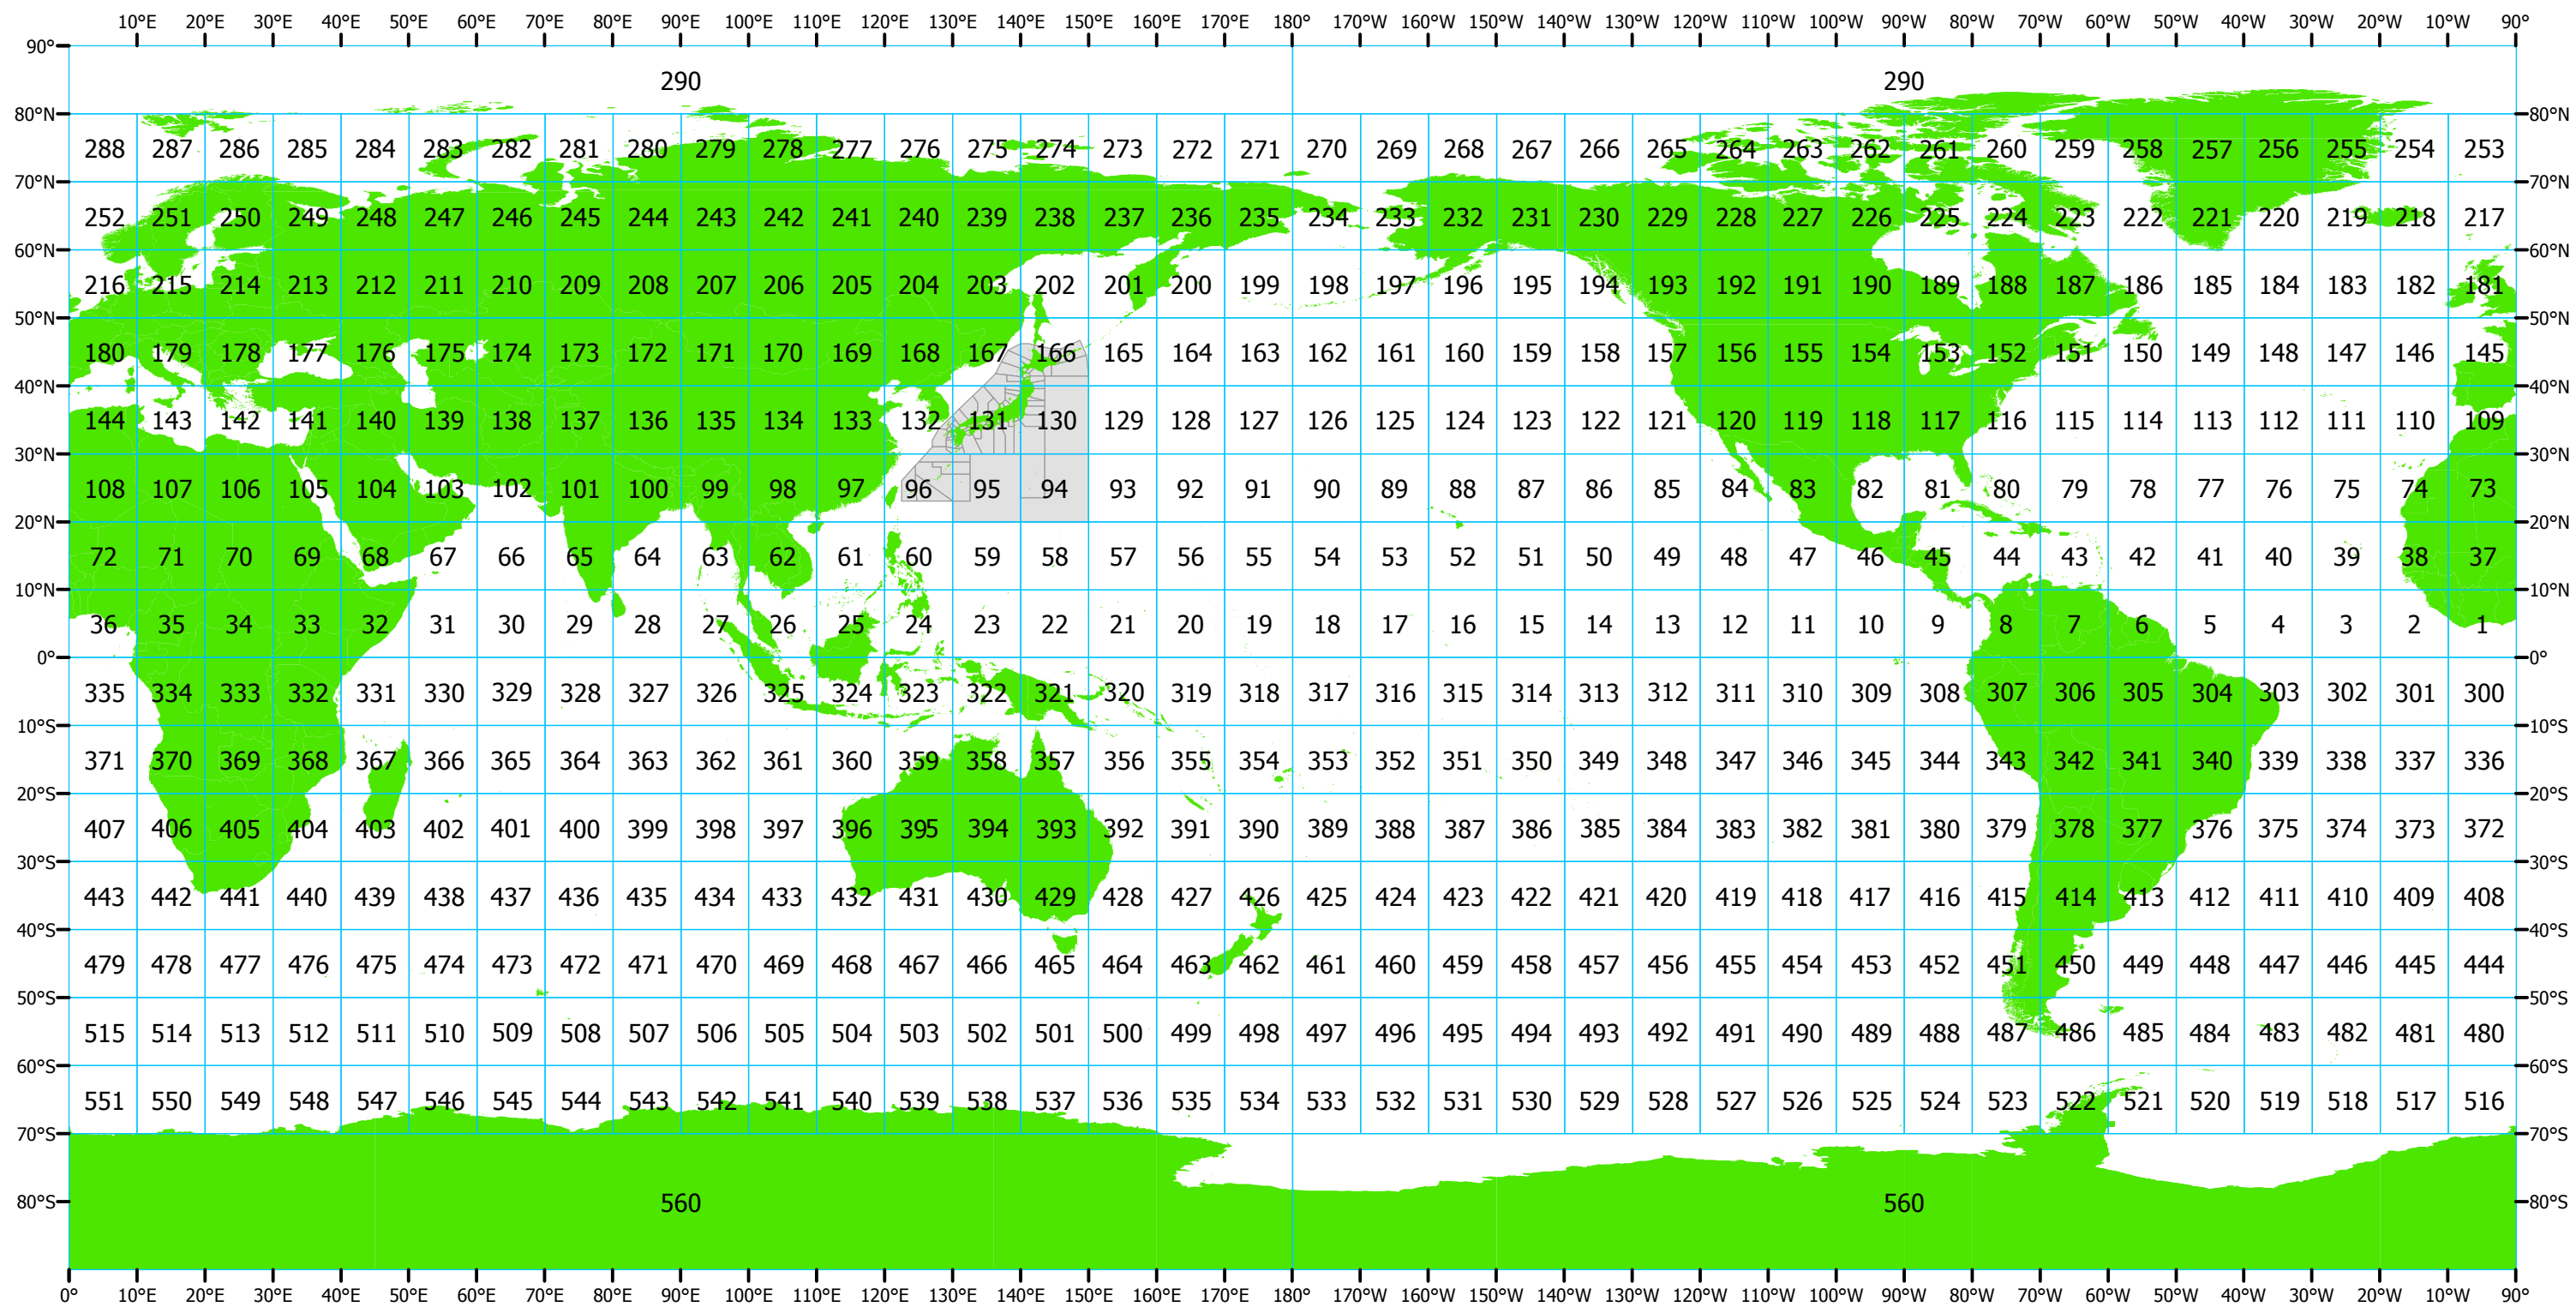 10°E 20°E 30°E 40°E 50°E 60°E 70°E 80°E 90°E 100°E 110°E 120°E 130°E 140°E 150°E 160°E 170°E 180° 170°W 160°W 150°W 140°W 130°W 120°W 110°W 100°W 90°W 80°W 70°W 60°W 50°W 40°W 30°W 20°W 10°W 90°
90°
290 290
80°N 80°N
288 287 286 285 284 283 282 281 280 279 278 277 276 275 274 273 272 271 270 269 268 267 266 265 264 263 262 261 260 259 258 257 256 255 254 253
70°N 70°N
252 251 250 249 248 247 246 245 244 243 242 241 240 239 238 237 236 235 234 233 232 231 230 229 228 227 226 225 224 223 222 221 220 219 218 217
60°N 60°N
216 215 214 213 212 211 210 209 208 207 206 205 204 203 202 201 200 199 198 197 196 195 194 193 192 191 190 189 188 187 186 185 184 183 182 181
50°N 50°N
180 179 178 177 176 175 174 173 172 171 170 169 168 167 166 165 164 163 162 161 160 159 158 157 156 155 154 153 152 151 150 149 148 147 146 145
40°N 40°N
144 143 142 141 140 139 138 137 136 135 134 133 132 131 130 129 128 127 126 125 124 123 122 121 120 119 118 117 116 115 114 113 112 111 110 109
30°N 30°N
108 107 106 105 104 103 102 101 100 99 98 97 96 95 94 93 92 91 90 89 88 87 86 85 84 83 82 81 80 79 78 77 76 75 74 73
20°N 20°N
72 71 70 69 68 67 66 65 64 63 62 61 60 59 58 57 56 55 54 53 52 51 50 49 48 47 46 45 44 43 42 41 40 39 38 37
10°N 10°N
36 35 34 33 32 31 30 29 28 27 26 25 24 23 22 21 20 19 18 17 16 15 14 13 12 11 10 9 8 7 6 5 4 3 2 1
0° 0°
335 334 333 332 331 330 329 328 327 326 325 324 323 322 321 320 319 318 317 316 315 314 313 312 311 310 309 308 307 306 305 304 303 302 301 300
10°S 10°S
371 370 369 368 367 366 365 364 363 362 361 360 359 358 357 356 355 354 353 352 351 350 349 348 347 346 345 344 343 342 341 340 339 338 337 336
20°S 20°S
407 406 405 404 403 402 401 400 399 398 397 396 395 394 393 392 391 390 389 388 387 386 385 384 383 382 381 380 379 378 377 376 375 374 373 372
30°S 30°S
443 442 441 440 439 438 437 436 435 434 433 432 431 430 429 428 427 426 425 424 423 422 421 420 419 418 417 416 415 414 413 412 411 410 409 408
40°S 40°S
479 478 477 476 475 474 473 472 471 470 469 468 467 466 465 464 463 462 461 460 459 458 457 456 455 454 453 452 451 450 449 448 447 446 445 444
50°S 50°S
515 514 513 512 511 510 509 508 507 506 505 504 503 502 501 500 499 498 497 496 495 494 493 492 491 490 489 488 487 486 485 484 483 482 481 480
60°S 60°S
551 550 549 548 547 546 545 544 543 542 541 540 539 538 537 536 535 534 533 532 531 530 529 528 527 526 525 524 523 522 521 520 519 518 517 516
70°S 70°S
80°S 560 560 80°S
0° 10°E 20°E 30°E 40°E 50°E 60°E 70°E 80°E 90°E 100°E 110°E 120°E 130°E 140°E 150°E 160°E 170°E 180° 170°W 160°W 150°W 140°W 130°W 120°W 110°W 100°W 90°W 80°W 70°W 60°W 50°W 40°W 30°W 20°W 10°W 90°